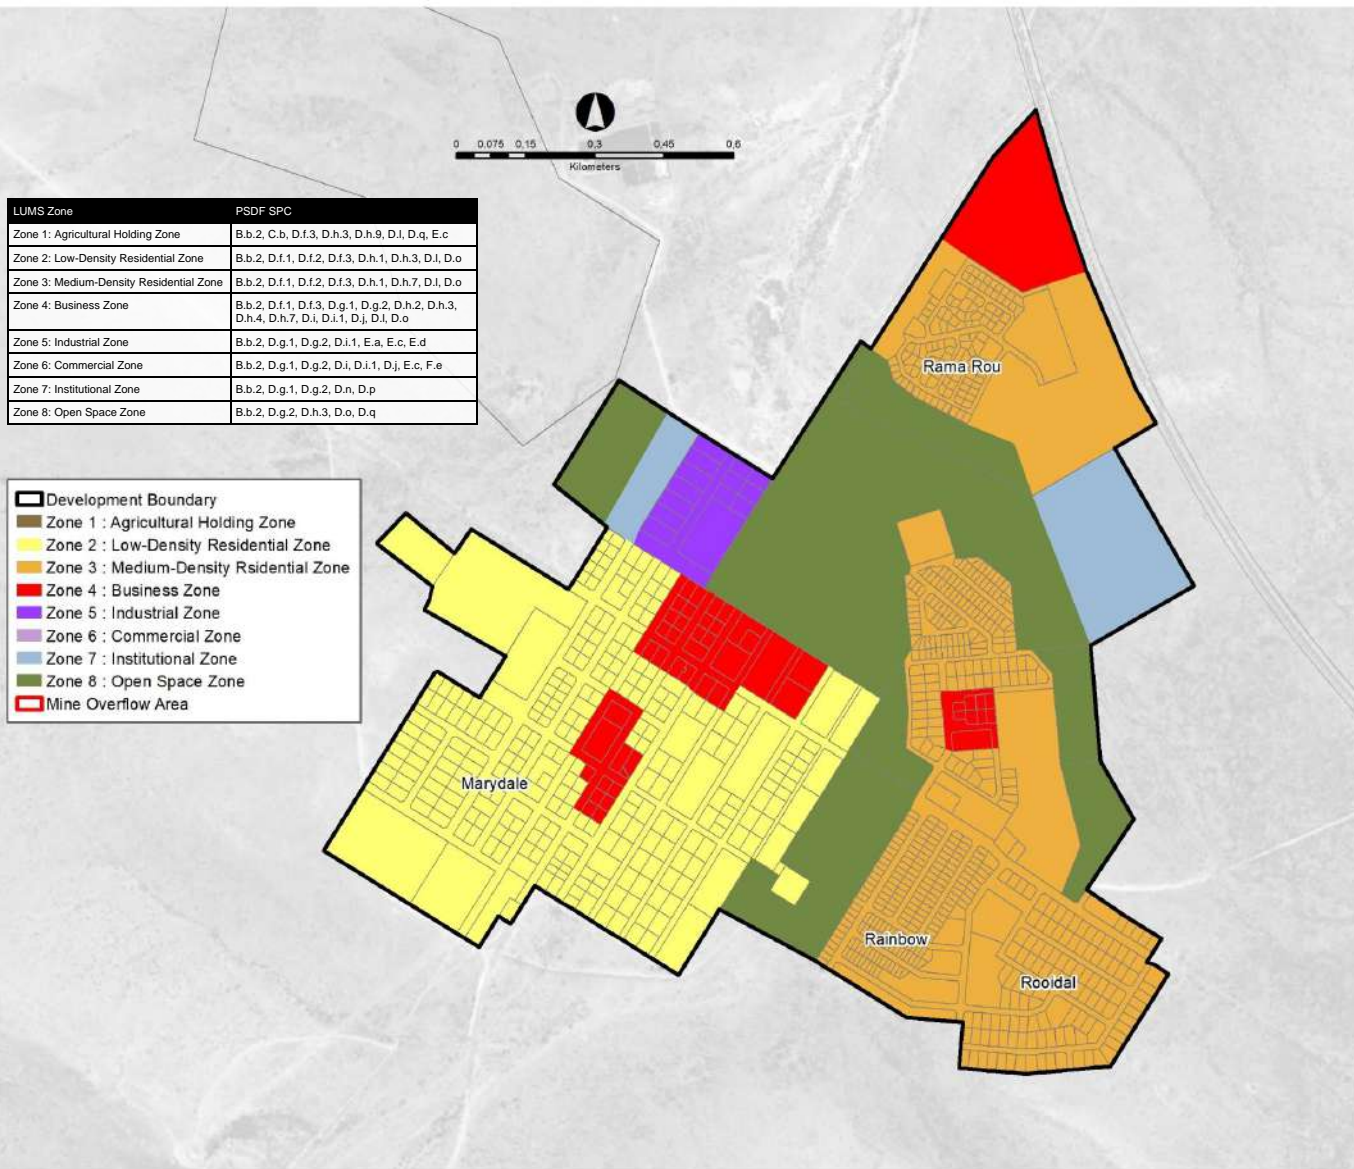 0 0.075 0,15 0,3 0,45 0,6
Kilometers
LUMS Zone PSDF SPC
Zone 1: Agricultural Holding Zone B.b.2, C.b, D.f.3, D.h.3, D.h.9, D.l, D.q, E.c
Zone 2: Low-Density Residential Zone B.b.2, D.f.1, D.f.2, D.f.3, D.h.1, D.h.3, D.l, D.o
Zone 3: Medium-Density Residential Zone B.b.2, D.f.1, D.f.2, D.f.3, D.h.1, D.h.7, D.l, D.o
Zone 4: Business Zone B.b.2, D.f.1, D.f.3, D.g.1, D.g.2, D.h.2, D.h.3,
D.h.4, D.h.7, D.i, D.i.1, D.j, D.l, D.o
Zone 5: Industrial Zone B.b.2, D.g.1, D.g.2, D.i.1, E.a, E.c, E.d
Zone 6: Commercial Zone B.b.2, D.g.1, D.g.2, D.i, D.i.1, D.j, E.c, F.e
Zone 7: Institutional Zone B.b.2, D.g.1, D.g.2, D.n, D.p
Zone 8: Open Space Zone B.b.2, D.g.2, D.h.3, D.o, D.q
Rama Rou
Development Boundary
Zone 1 : Agricultural Holding Zone
Zone 2 : Low-Density Residential Zone
Zone 3 : Medium-Density Rsidential Zone
Zone 4 : Business Zone
Zone 5 : Industrial Zone
Zone 6 : Commercial Zone
Zone 7 : Institutional Zone
Zone 8 : Open Space Zone
Mine Overflow Area
Marydale
Rainbow
Rooidal